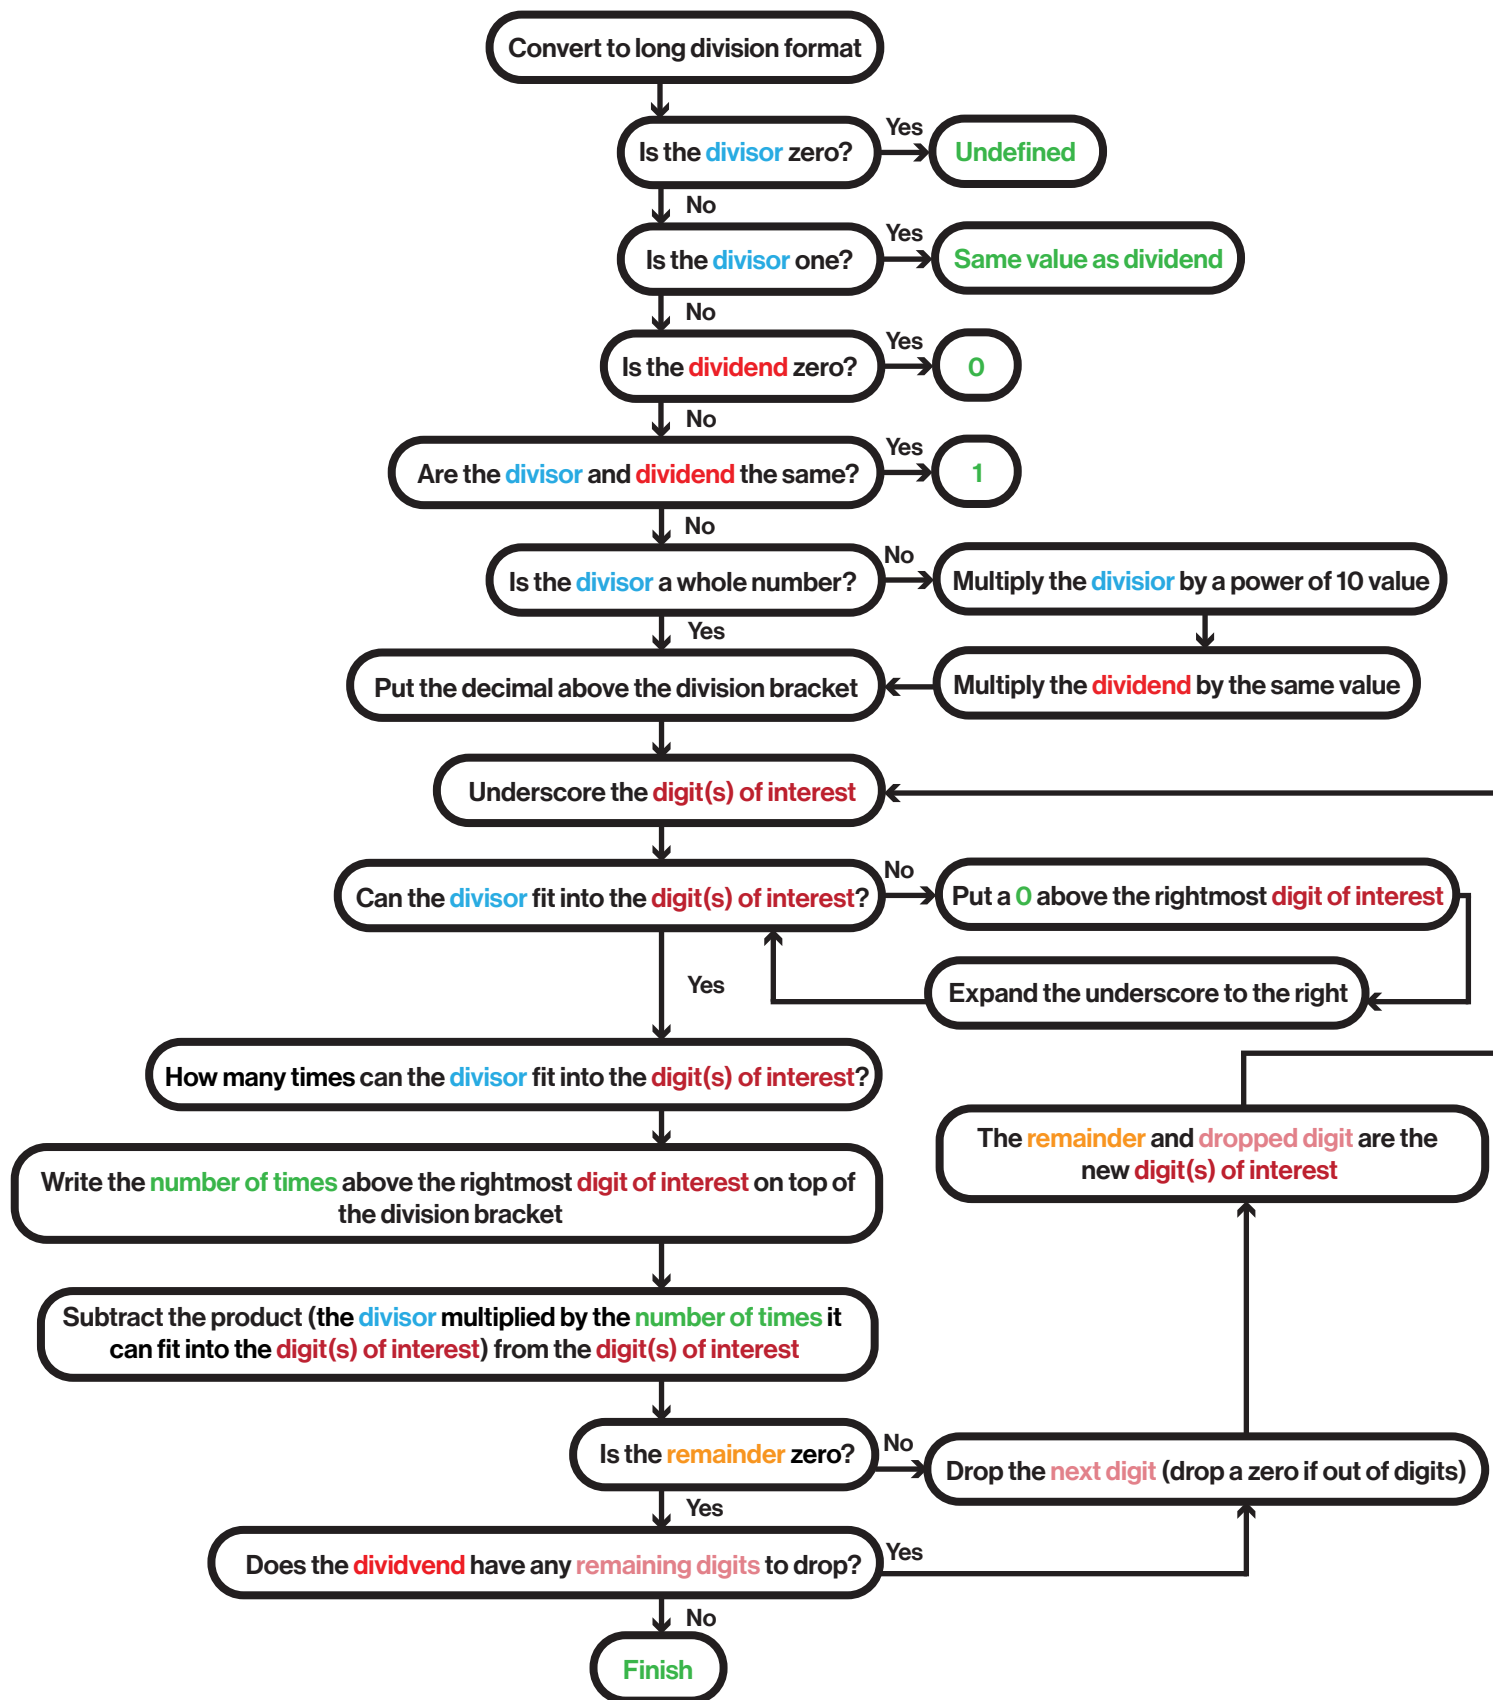 Convert to long division format
Is the divisor zero?
Yes
Undefined
No
Is the divisor one?
Yes
Same value as dividend
No
Is the dividend zero?
Yes
0
No
Are the divisor and dividend the same?
Yes
1
No
Is the divisor a whole number?
No
Multiply the divisior by a power of 10 value
Yes
Put the decimal above the division bracket
Multiply the dividend by the same value
Underscore the digit(s) of interest
Can the divisor fit into the digit(s) of interest?
No
Put a 0 above the rightmost digit of interest
Yes
Expand the underscore to the right
How many times can the divisor fit into the digit(s) of interest?
The remainder and dropped digit are the
new digit(s) of interest
Write the number of times above the rightmost digit of interest on top of
the division bracket
Subtract the product (the divisor multiplied by the number of times it
can fit into the digit(s) of interest) from the digit(s) of interest
Is the remainder zero?
No
Drop the next digit (drop a zero if out of digits)
Yes
Does the dividvend have any remaining digits to drop?
Yes
No
Finish